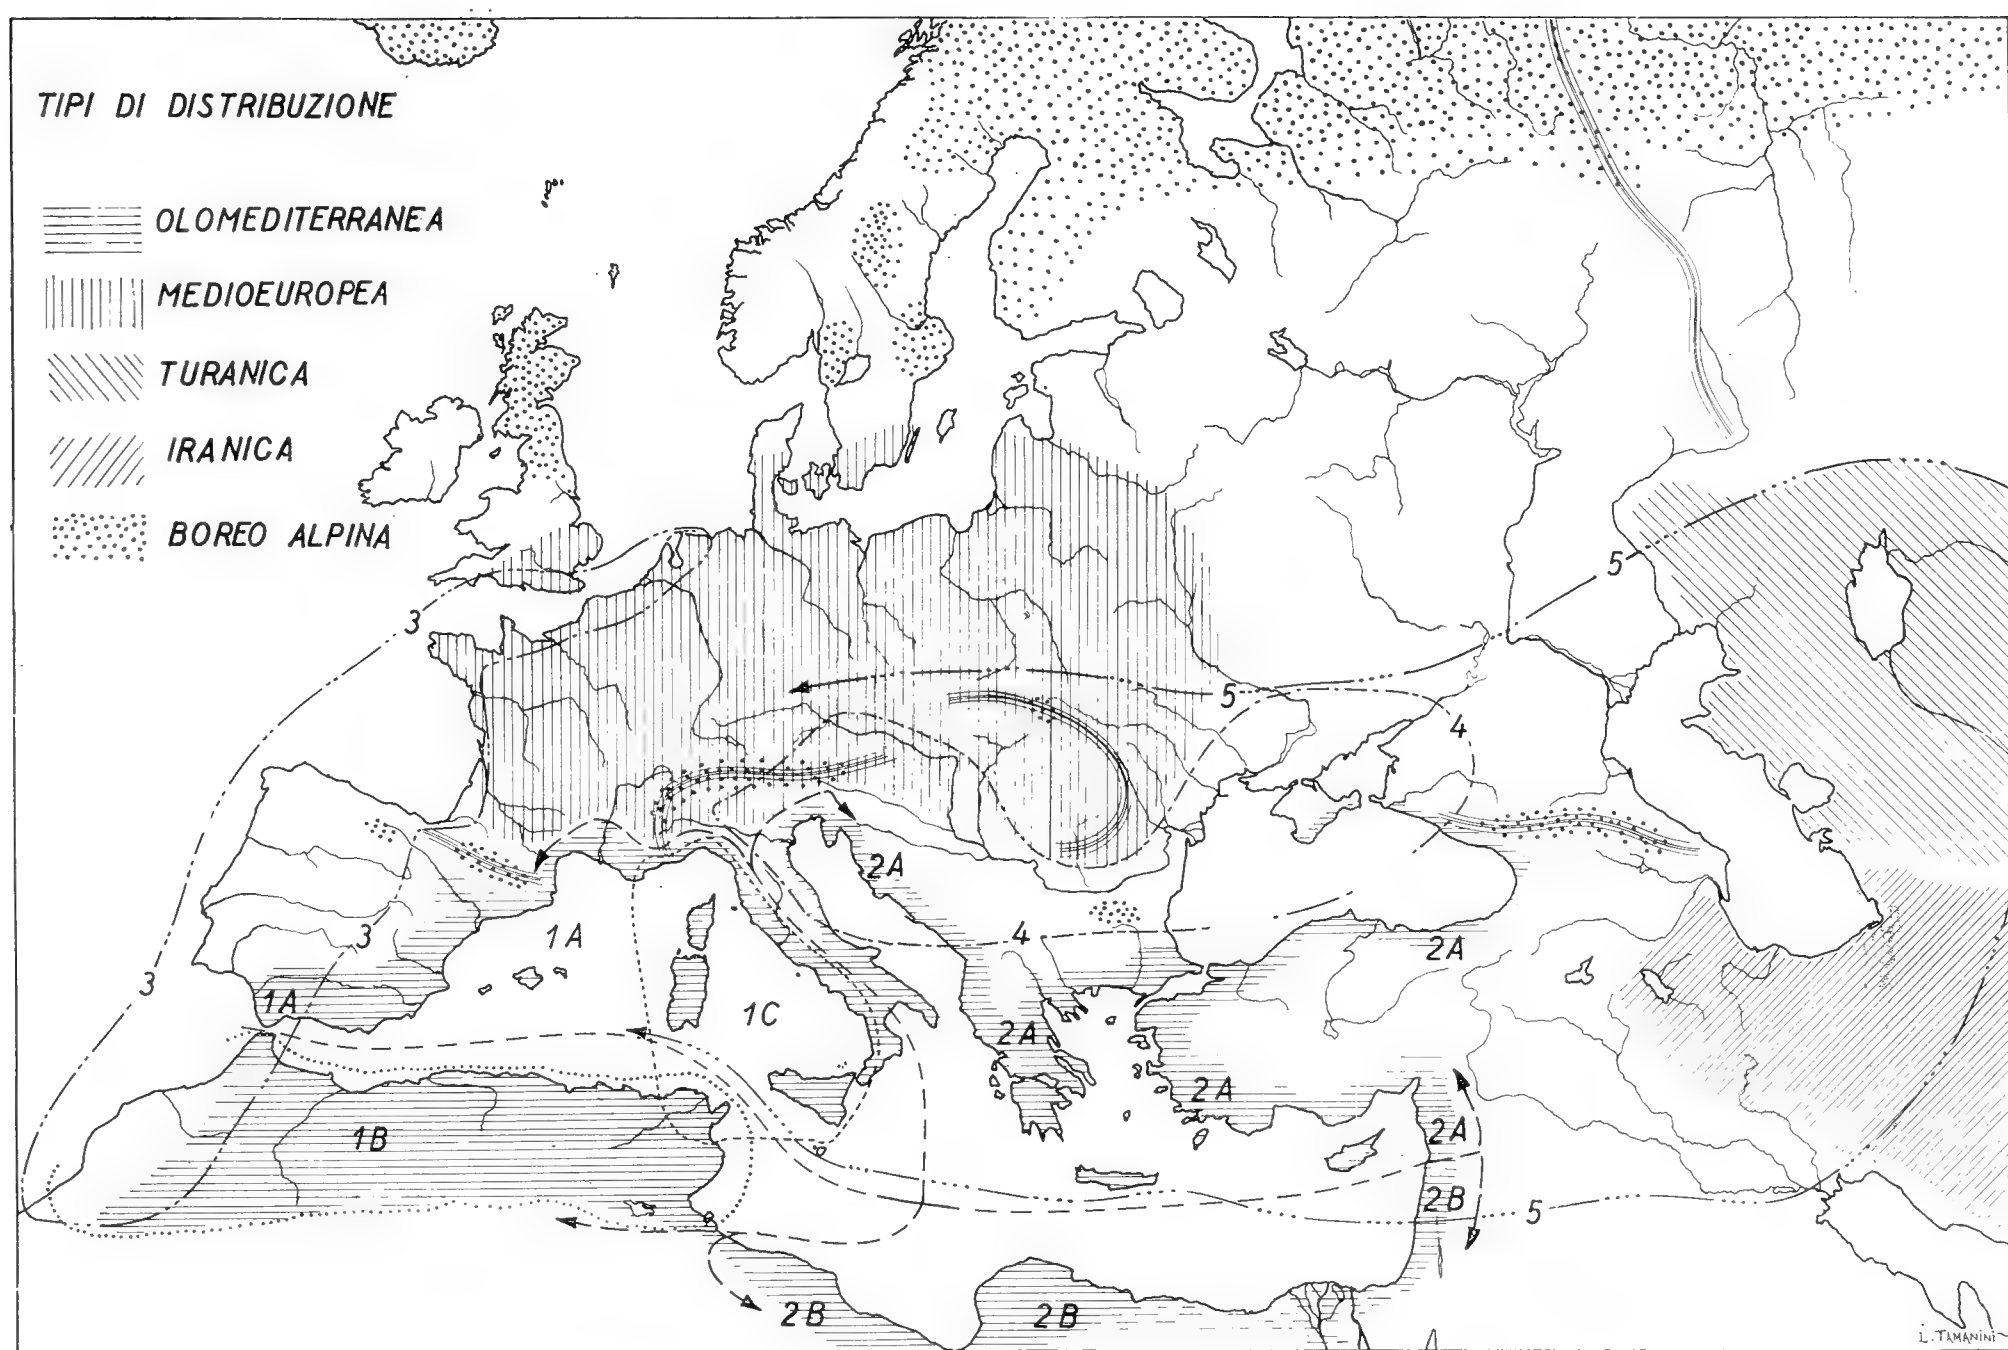 TIPI DI DISTRIBUZIONE
OLOMEDITERRANEA
MEDIOEUROPEA
TURANICA
IRANICA
BOREO ALPINA
5
3
5
4
2A
1A
3
4
2A
3
1A
1C
2A
2A
1B
2A
2B
5
2B
2B
L. TAMANINI